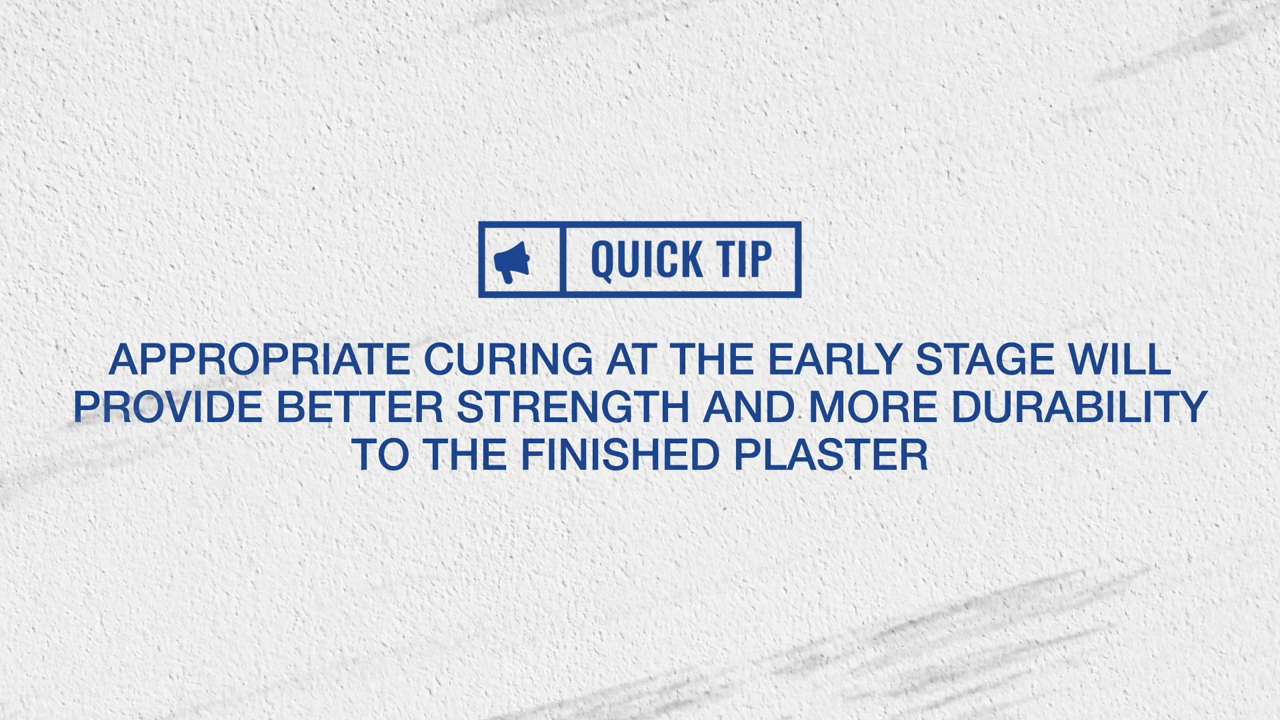 QUICK TIP
APPROPRIATE CURING AT THE EARLY STAGE WILL
PROVIDE BETTER STRENGTH AND MORE DURABILITY
TO THE FINISHED PLASTER